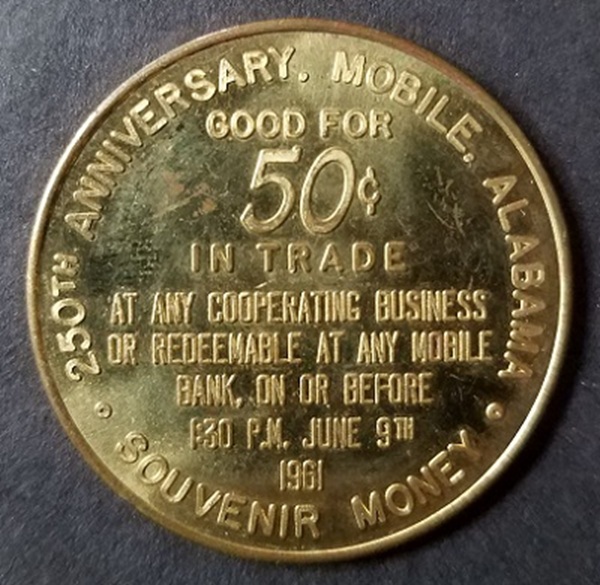 250TH ANNIVERSARY. MOBILE, ALABAMA
GOOD FOR
50¢
IN TRADE
AT ANY COOPERATING BUSINESS
OR REDEEMABLE AT ANY MOBILE
BANK, ON OR BEFORE
1:30 P.M. JUNE 9TH
1961
• SOUVENIR MONEY •